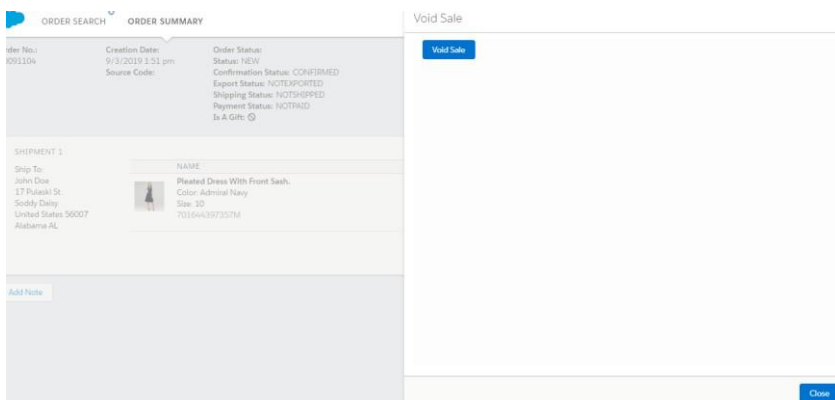 ORDER SEARCH
ORDER SUMMARY
Void Sale
Void Sale
No.:
091104
Creation Date:
9/3/2019 1:51 pm
Source Code:
Order Status:
Status: NEW
Confirmation Status: CONFIRMED
Export Status: NOTEXPORTED
Shipping Status: NOTSHIPPED
Payment Status: NOTPAID
Is A Gift:
SHIPMENT 1
Ship To:
John Doe
17 Pulaski St.
Soddy Daisy
United States 56007
Alabama AL
NAME
Pleated Dress With Front Sash.
Color: Admiral Navy
Size: 10
701644397357M
Add Note
Close